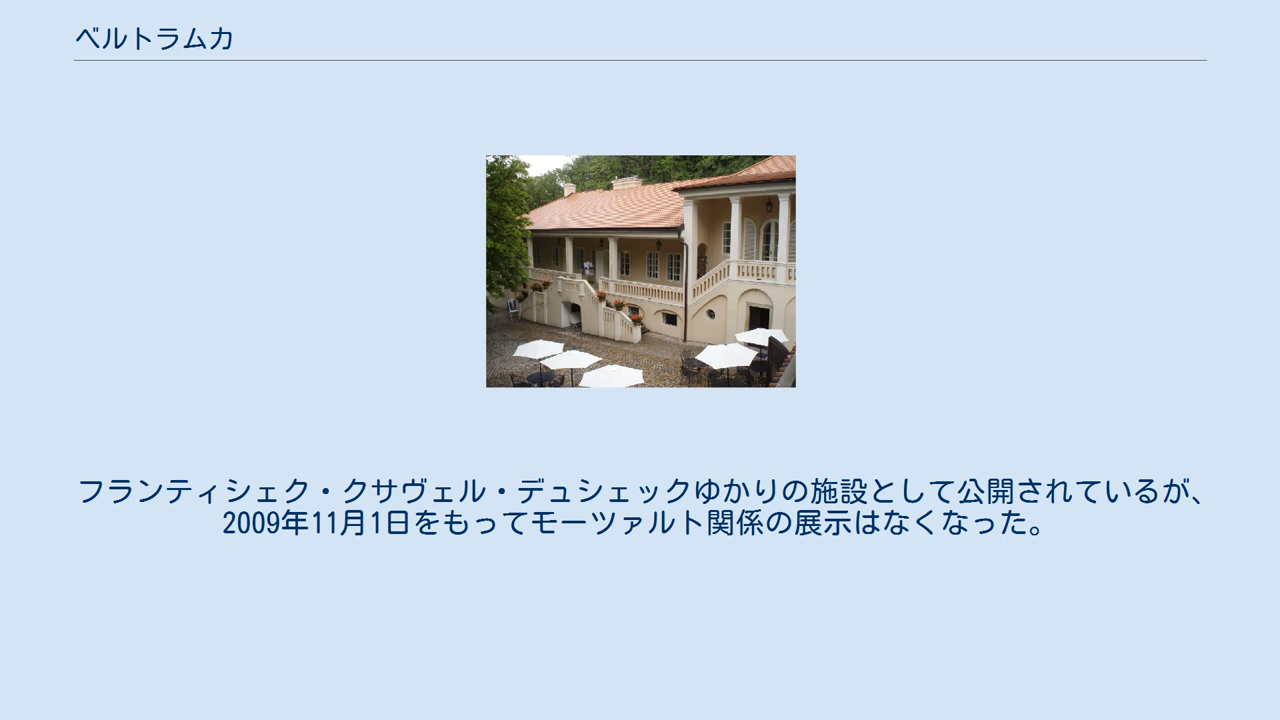 ベルトラムカ
フランティシェク・クサヴェル・デュシェックゆかりの施設として公開されているが、
2009年11月1日をもってモーツァルト関係の展示はなくなった。